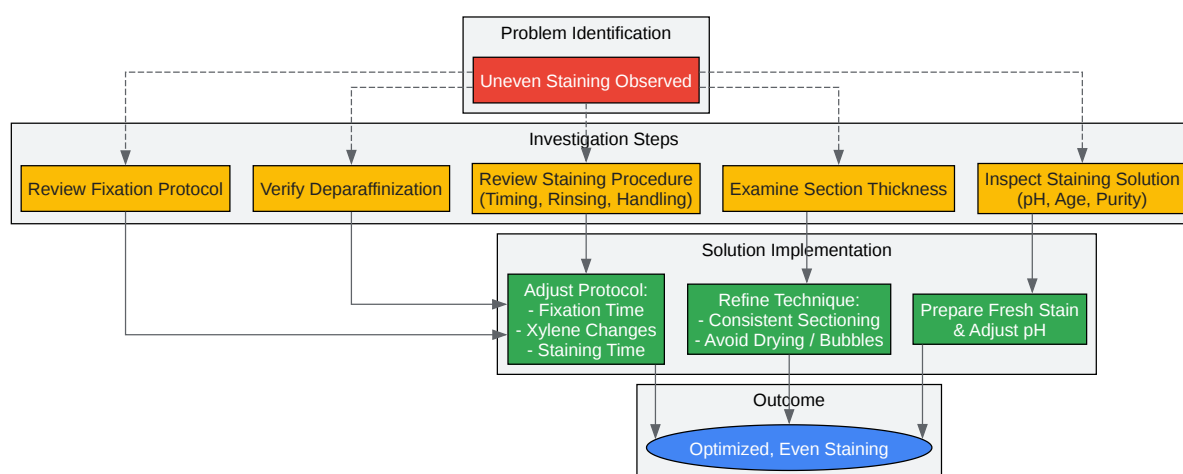 Problem Identification
Uneven Staining Observed
Investigation Steps
Review Fixation Protocol
Verify Deparaffinization
Review Staining Procedure
(Timing, Rinsing, Handling)
Examine Section Thickness
Inspect Staining Solution
(pH, Age, Purity)
Solution Implementation
Adjust Protocol:
- Fixation Time
- Xylene Changes
- Staining Time
Refine Technique:
- Consistent Sectioning
- Avoid Drying / Bubbles
Prepare Fresh Stain
& Adjust pH
Outcome
Optimized, Even Staining